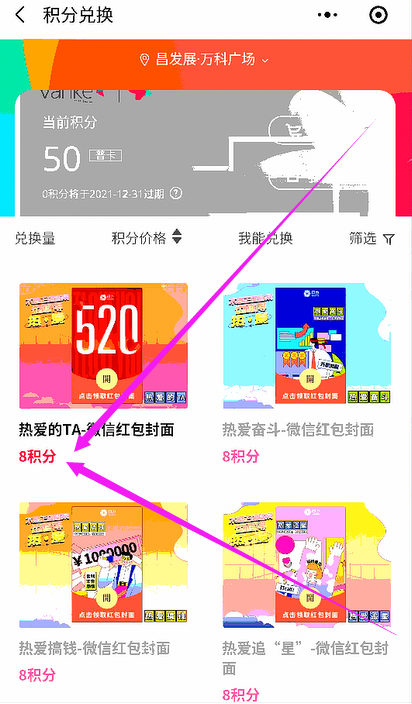 积分兑换
昌发展·万科广场
vanke
当前积分
50 普卡
0积分将于2021-12-31过期
兑换量 积分价格 我能兑换 筛选
520
開
点击领取红包封面
热爱的TA-微信红包封面
8积分
開
点击领取红包封面
热爱奋斗-微信红包封面
8积分
¥1000000
開
点击领取红包封面
热爱搞钱-微信红包封面
8积分
開
点击领取红包封面
热爱追“星”-微信红包封
面
8积分